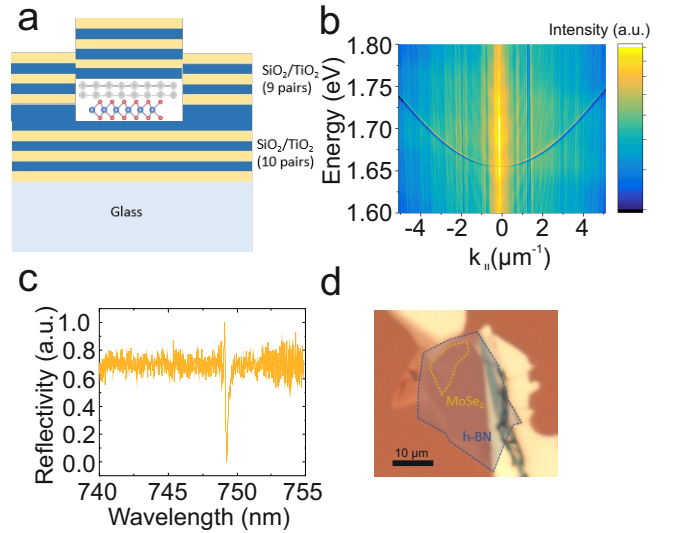 a
SiO₂/TiO₂
(9 pairs)
SiO₂/TiO₂
(10 pairs)
Glass
b
Intensity (a.u.)
Energy (eV)
1.80
1.75
1.70
1.65
1.60
-4 -2 0 2 4
k_II(µm⁻¹)
c
Reflectivity (a.u.)
1.0
0.8
0.6
0.4
0.2
0.0
740 745 750 755
Wavelength (nm)
d
MoSe₂
h-BN
10 µm